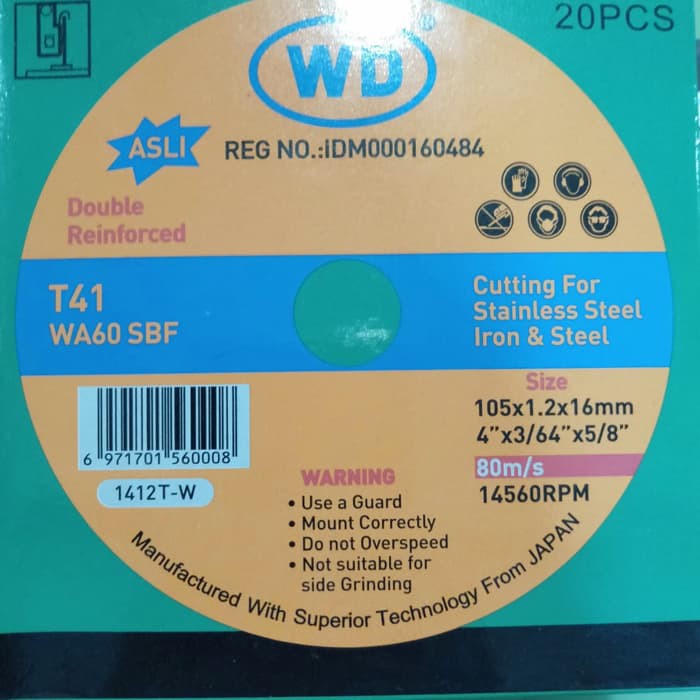 20PCS
WD®
ASLI
REG NO.:IDM000160484
Double
Reinforced
T41
WA60 SBF
Cutting For
Stainless Steel
Iron & Steel
Size
105x1.2x16mm
4”x3/64”x5/8”
80m/s
14560RPM
6 971701 560008
1412T-W
WARNING
• Use a Guard
• Mount Correctly
• Do not Overspeed
• Not suitable for
side Grinding
Manufactured With Superior Technology From JAPAN